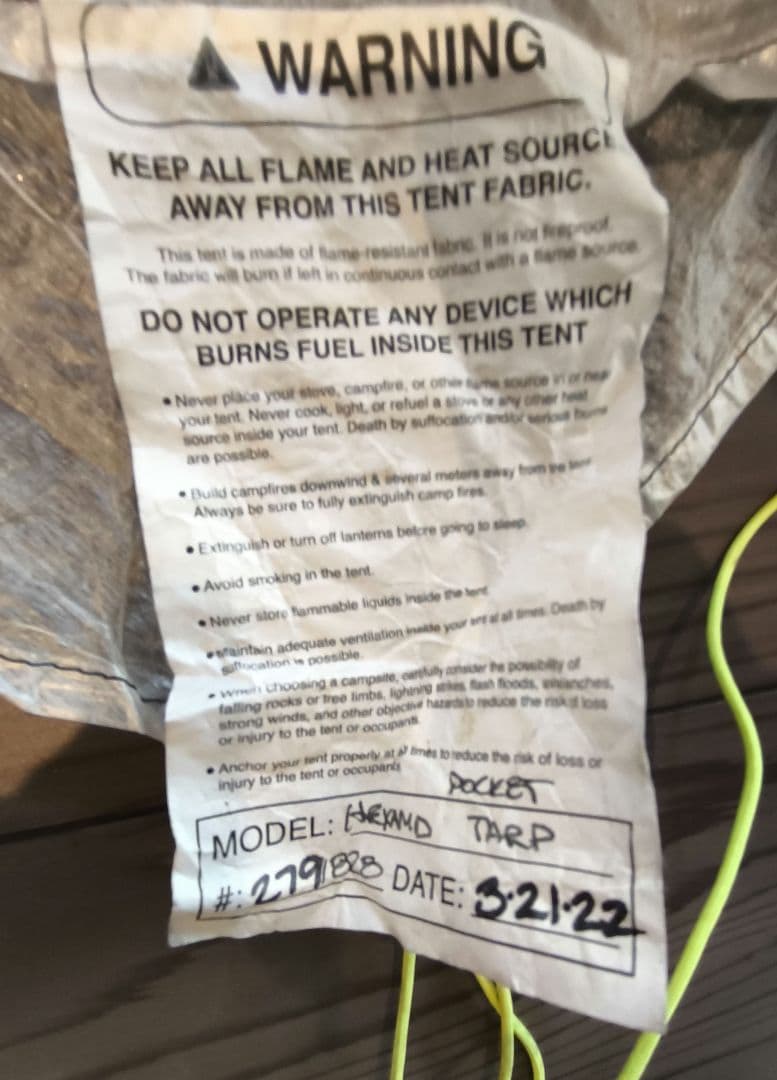 WARNING
KEEP ALL FLAME AND HEAT SOURCE
AWAY FROM THIS TENT FABRIC.
This tent is made of flame-resistant fabric. It is not fireproof.
The fabric will burn if left in continuous contact with a flame source.
DO NOT OPERATE ANY DEVICE WHICH
BURNS FUEL INSIDE THIS TENT
• Never place your stove, campfire, or other flame source in or near
your tent. Never cook, light, or refuel a stove or any other heat
source inside your tent. Death by suffocation and/or serious burns
are possible.
• Build campfires downwind & several meters away from the tent.
Always be sure to fully extinguish camp fires.
• Extinguish or turn off lanterns before going to sleep.
• Avoid smoking in the tent.
• Never store flammable liquids inside the tent.
• Maintain adequate ventilation inside your tent at all times. Death by
suffocation is possible.
• When choosing a campsite, carefully consider the possibility of
falling rocks or tree limbs, lightning strikes, flash floods, avalanches,
strong winds, and other objective hazards to reduce the risk of loss
or injury to the tent or occupants.
• Anchor your tent properly at all times to reduce the risk of loss or
injury to the tent or occupants
POCKET
MODEL: TARP
#: 2791828 DATE: 3·21·22